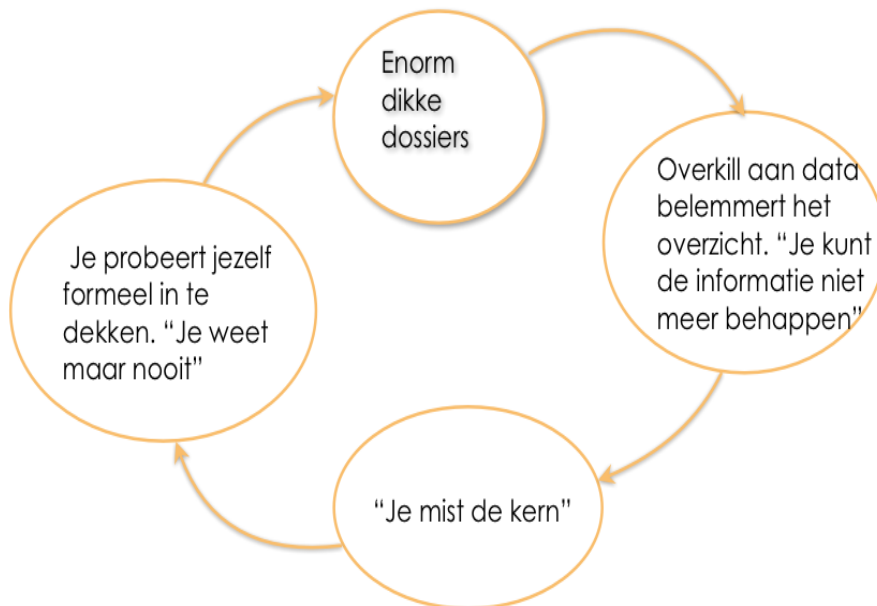 Enorm
dikke
dossiers
Overkill aan data
belemmert het
overzicht. “Je kunt
de informatie niet
meer behappen”
“Je mist de kern”
Je probeert jezelf
formeel in te
dekken. “Je weet
maar nooit”